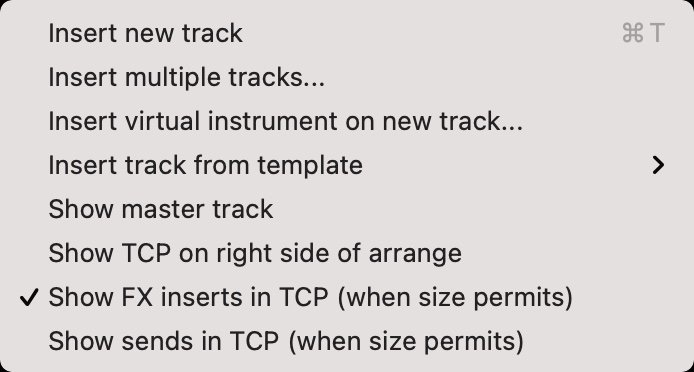 Insert new track ⌘ T
Insert multiple tracks...
Insert virtual instrument on new track...
Insert track from template
Show master track
Show TCP on right side of arrange
Show FX inserts in TCP (when size permits)
Show sends in TCP (when size permits)